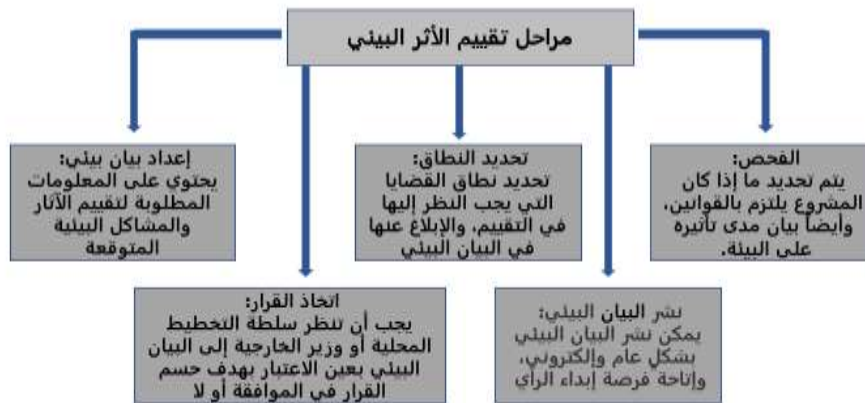 مراحل تقييم الأثر البيئي
الفحص:
يتم تحديد ما إذا كان
المشروع يلتزم بالقوانين،
وأيضاً بيان مدى تأثيره
على البيئة.
تحديد النطاق:
تحديد نطاق القضايا
التي يجب النظر إليها
في التقييم، والإبلاغ عنها
في البيان البيئي
إعداد بيان بيئي:
يحتوي على المعلومات
المطلوبة لتقييم الآثار
والمشاكل البيئية
المتوقعة
نشر البيان البيئي:
يمكن نشر البيان البيئي
بشكل عام وإلكتروني،
وإتاحة فرصة إبداء الرأي
اتخاذ القرار:
يجب أن تنظر سلطة التخطيط
المحلية أو وزير الخارجية إلى البيان
البيئي بعين الاعتبار بهدف حسم
القرار في الموافقة أو لا